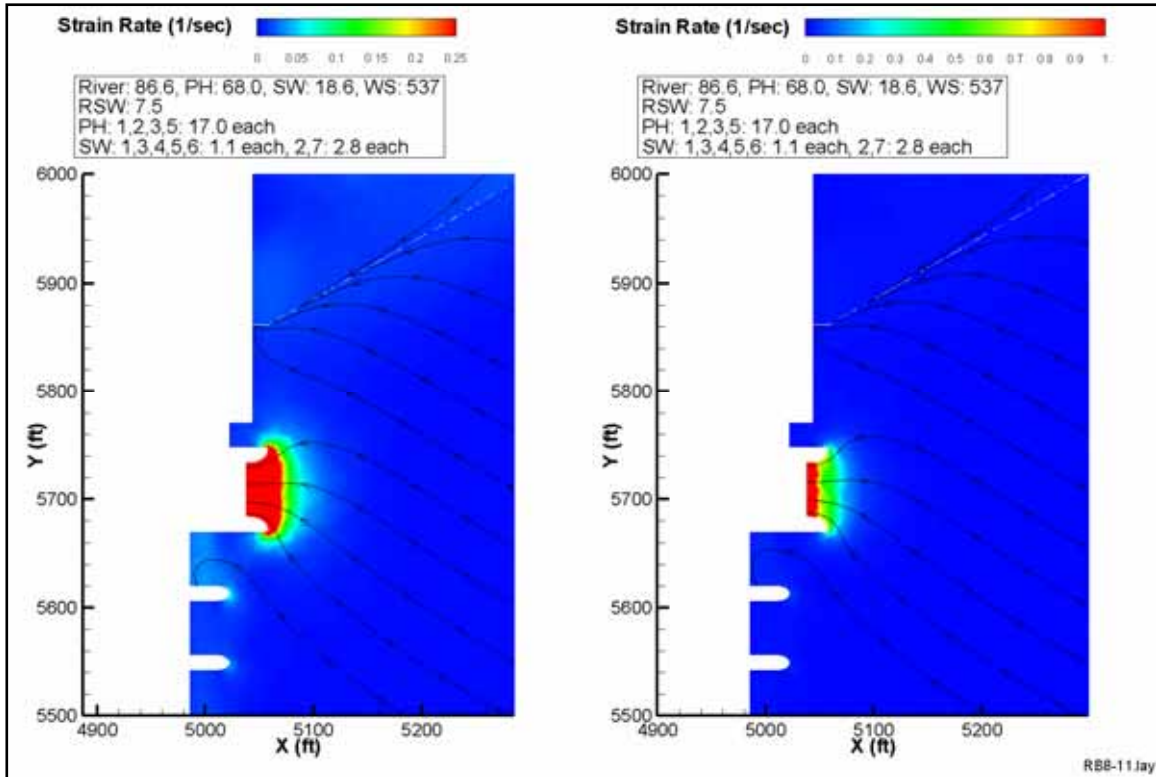 Strain Rate (1/sec)
0 0.05 0.1 0.15 0.2 0.25
River: 86.6, PH: 68.0, SW: 18.6, WS: 537
RSW: 7.5
PH: 1,2,3,5: 17.0 each
SW: 1,3,4,5,6: 1.1 each, 2,7: 2.8 each
6000
5900
5800
5700
5600
5500
Y (ft)
4900 5000 5100 5200
X (ft)
Strain Rate (1/sec)
0 0.1 0.2 0.3 0.4 0.5 0.6 0.7 0.8 0.9 1
River: 86.6, PH: 68.0, SW: 18.6, WS: 537
RSW: 7.5
PH: 1,2,3,5: 17.0 each
SW: 1,3,4,5,6: 1.1 each, 2,7: 2.8 each
6000
5900
5800
5700
5600
5500
Y (ft)
4900 5000 5100 5200
X (ft)
RB8-11.lay